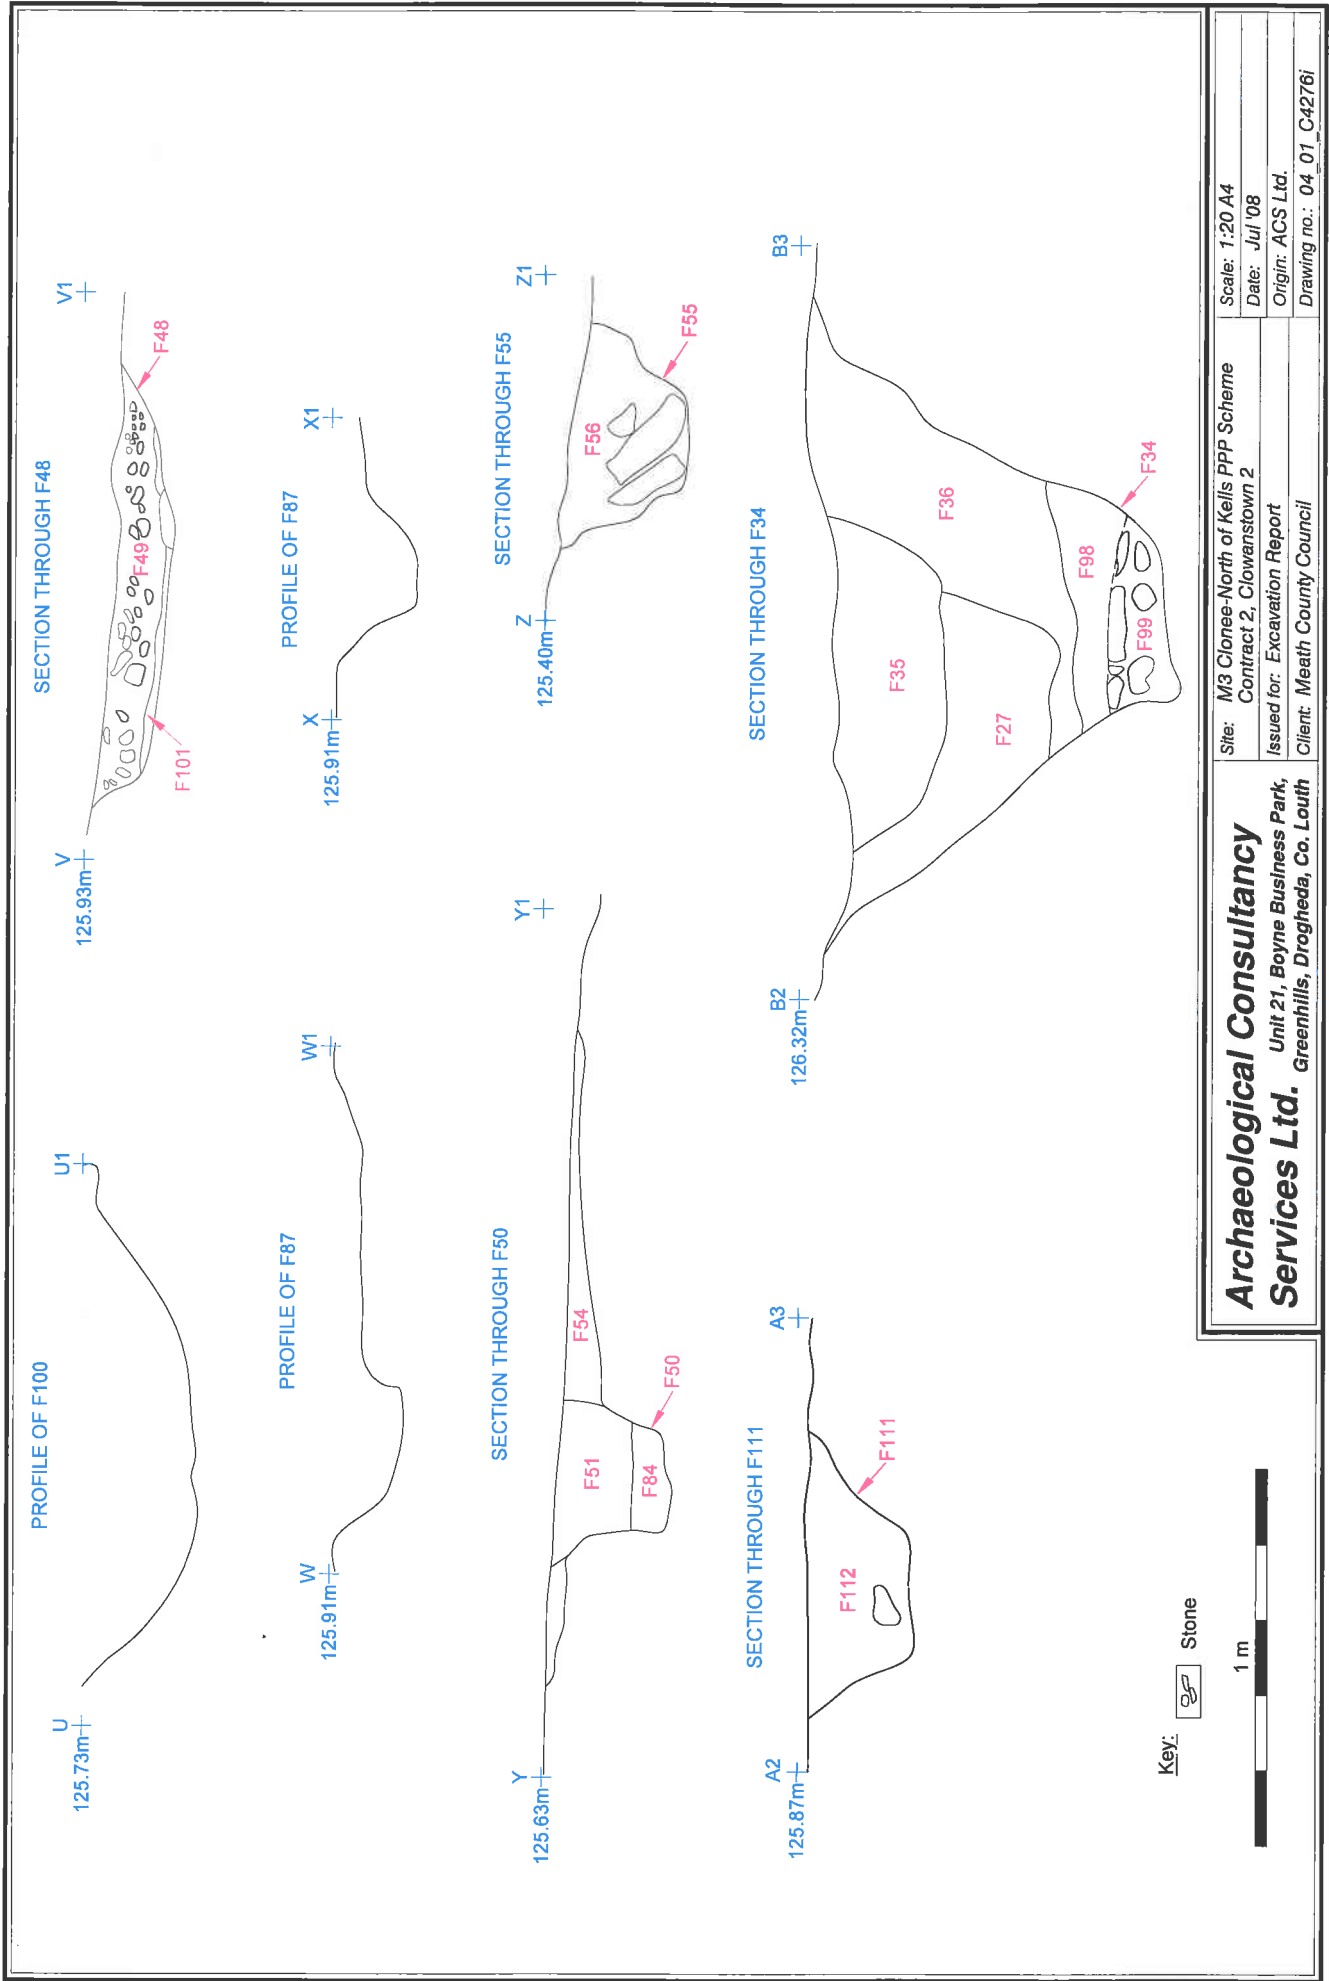 PROFILE OF F100
U
125.73m
U1
SECTION THROUGH F48
V
125.93m
V1
F49
F48
F101
PROFILE OF F87
W
125.91m
W1
PROFILE OF F87
X
125.91m
X1
SECTION THROUGH F50
Y
125.63m
Y1
F51
F54
F84
F50
SECTION THROUGH F55
Z
125.40m
Z1
F56
F55
SECTION THROUGH F111
A2
125.87m
A3
F112
F111
SECTION THROUGH F34
B2
126.32m
B3
F35
F36
F27
F98
F99
F34
Key:
Stone
1 m
Archaeological Consultancy
Services Ltd.
Unit 21, Boyne Business Park,
Greenhills, Drogheda, Co. Louth
Site: M3 Clonee-North of Kells PPP Scheme
Contract 2, Clowanstown 2
Issued for: Excavation Report
Client: Meath County Council
Scale: 1:20 A4
Date: Jul '08
Origin: ACS Ltd.
Drawing no.: 04_01_C4276i